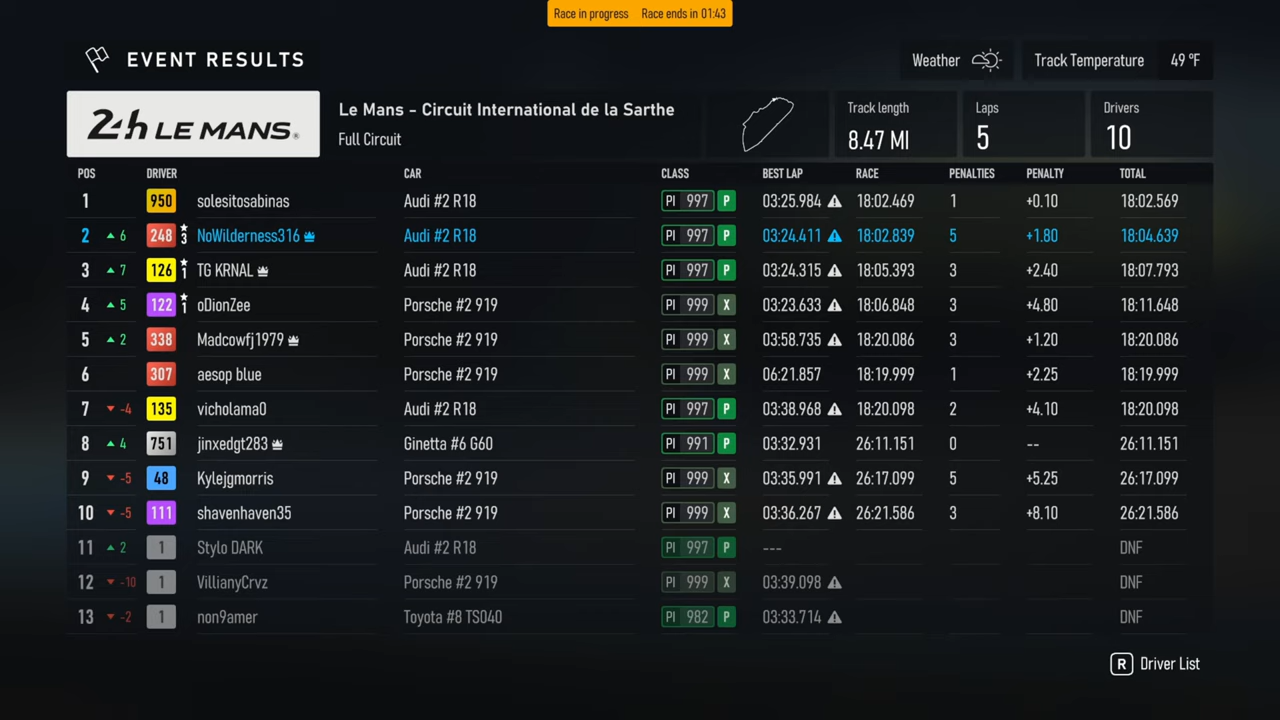 Race in progress Race ends in 01:43
EVENT RESULTS Weather Track Temperature 49 °F
24h LE MANS® Le Mans - Circuit International de la Sarthe Track length Laps Drivers
Full Circuit 8.47 MI 5 10
POS DRIVER CAR CLASS BEST LAP RACE PENALTIES PENALTY TOTAL
1 950 solesitosabinas Audi #2 R18 PI 997 P 03:25.984 18:02.469 1 +0.10 18:02.569
2 6 248 3 NoWilderness316 Audi #2 R18 PI 997 P 03:24.411 18:02.839 5 +1.80 18:04.639
3 7 126 1 TG KRNAL Audi #2 R18 PI 997 P 03:24.315 18:05.393 3 +2.40 18:07.793
4 5 122 1 oDionZee Porsche #2 919 PI 999 X 03:23.633 18:06.848 3 +4.80 18:11.648
5 2 338 Madcowfj1979 Porsche #2 919 PI 999 X 03:58.735 18:20.086 3 +1.20 18:20.086
6 307 aesop blue Porsche #2 919 PI 999 X 06:21.857 18:19.999 1 +2.25 18:19.999
7 -4 135 vicholama0 Audi #2 R18 PI 997 P 03:38.968 18:20.098 2 +4.10 18:20.098
8 4 751 jinxedgt283 Ginetta #6 G60 PI 991 P 03:32.931 26:11.151 0 -- 26:11.151
9 -5 48 Kylejgmorris Porsche #2 919 PI 999 X 03:35.991 26:17.099 5 +5.25 26:17.099
10 -5 111 shavenhaven35 Porsche #2 919 PI 999 X 03:36.267 26:21.586 3 +8.10 26:21.586
11 2 1 Stylo DARK Audi #2 R18 PI 997 P --- DNF
12 -10 1 VillianyCrvz Porsche #2 919 PI 999 X 03:39.098 DNF
13 -2 1 non9amer Toyota #8 TS040 PI 982 P 03:33.714 DNF
R Driver List